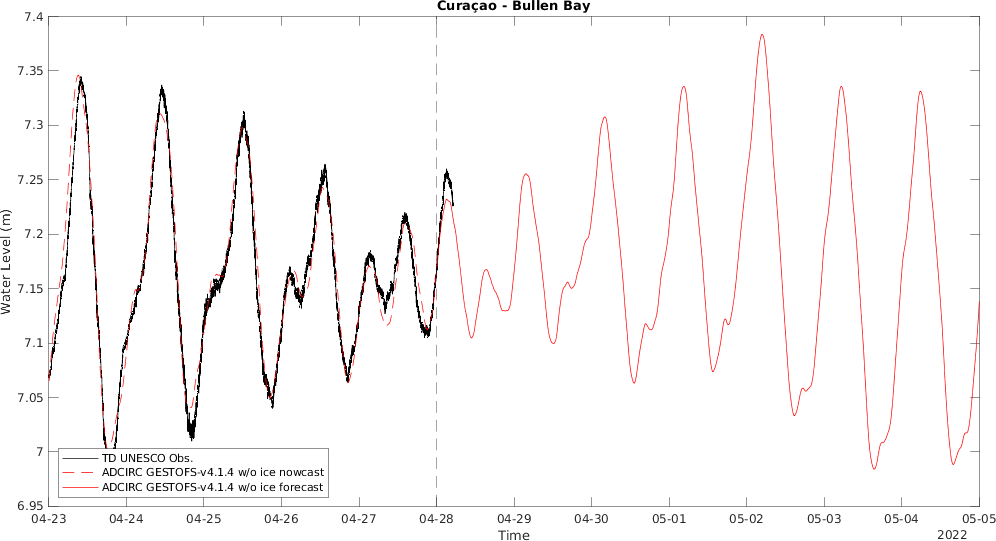 Curaçao - Bullen Bay
7.4
7.35
7.3
7.25
7.2
7.15
7.1
7.05
7
6.95
Water Level (m)
TD UNESCO Obs.
ADCIRC GESTOFS-v4.1.4 w/o ice nowcast
ADCIRC GESTOFS-v4.1.4 w/o ice forecast
04-23 04-24 04-25 04-26 04-27 04-28 04-29 04-30 05-01 05-02 05-03 05-04 05-05
Time
2022